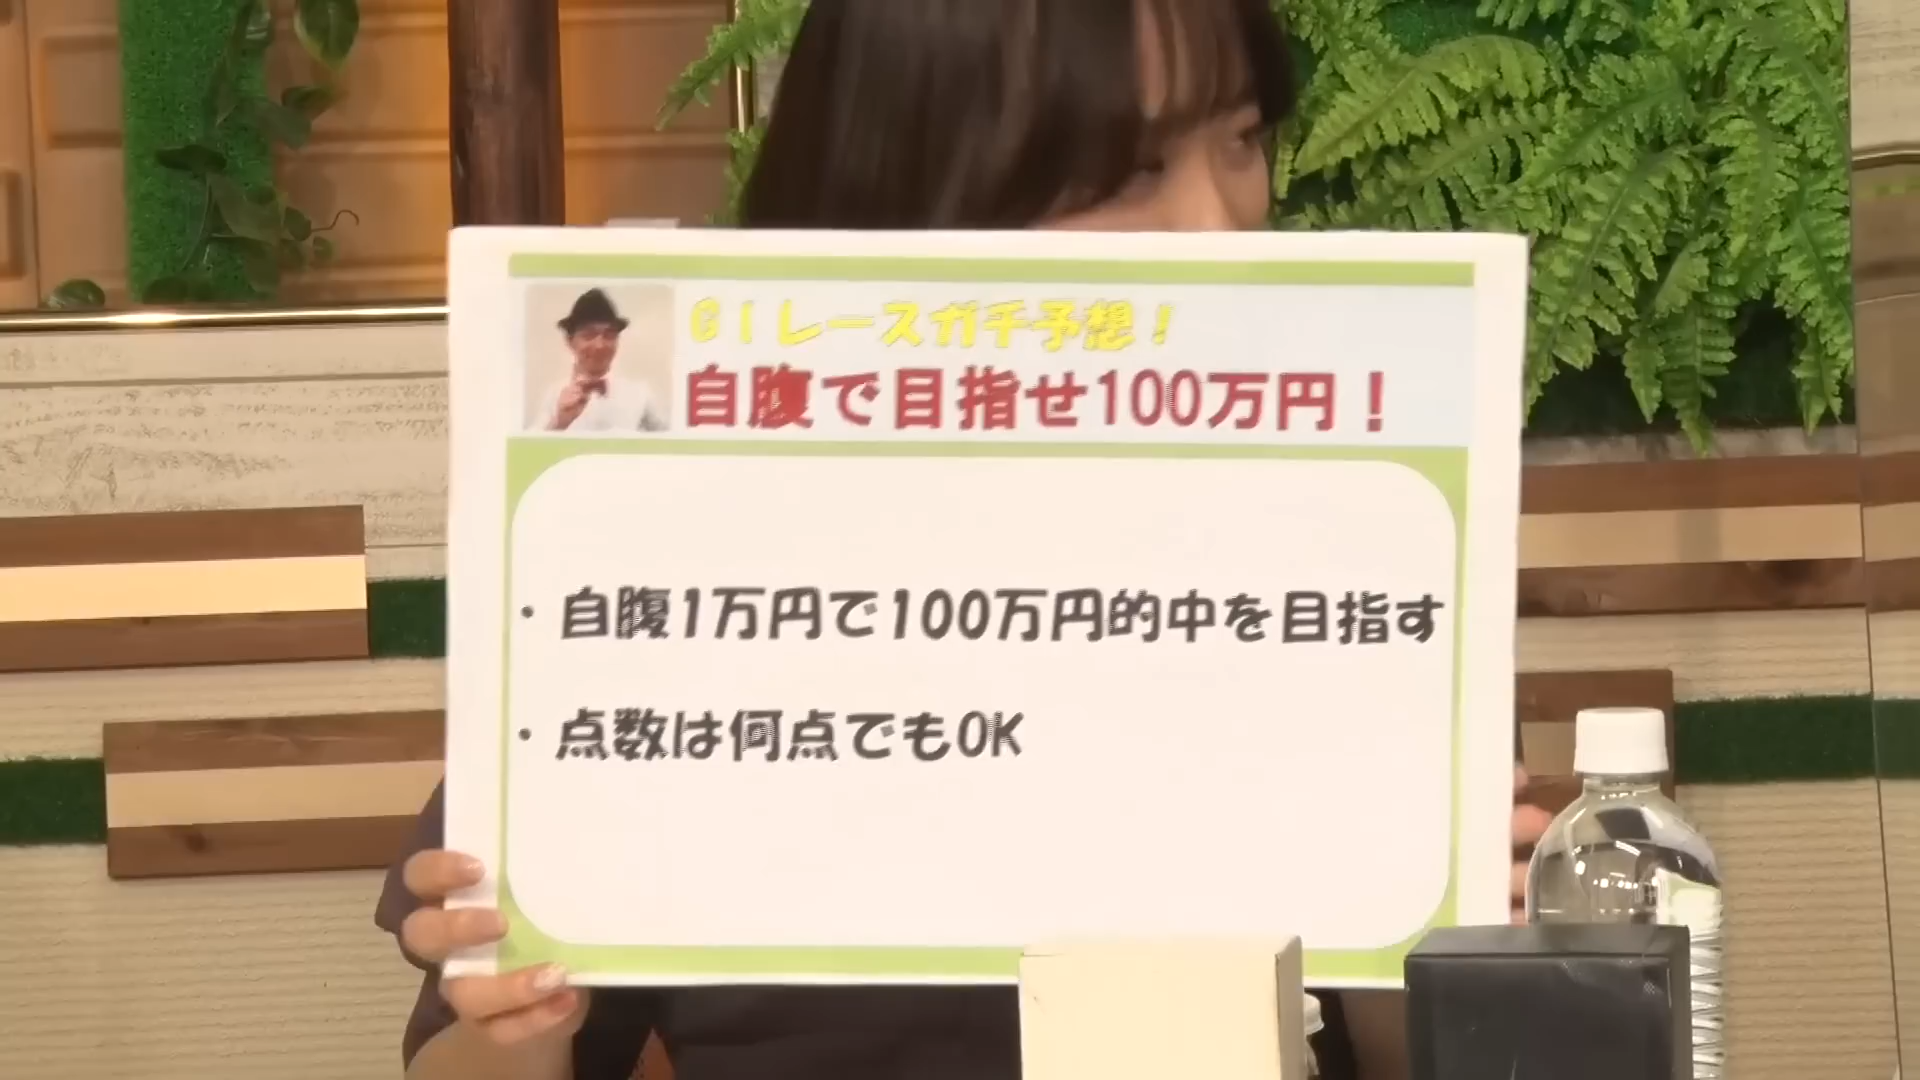 G1レースガチ予想！
自腹で目指せ100万円！
・自腹1万円で100万円的中を目指す
・点数は何点でもOK